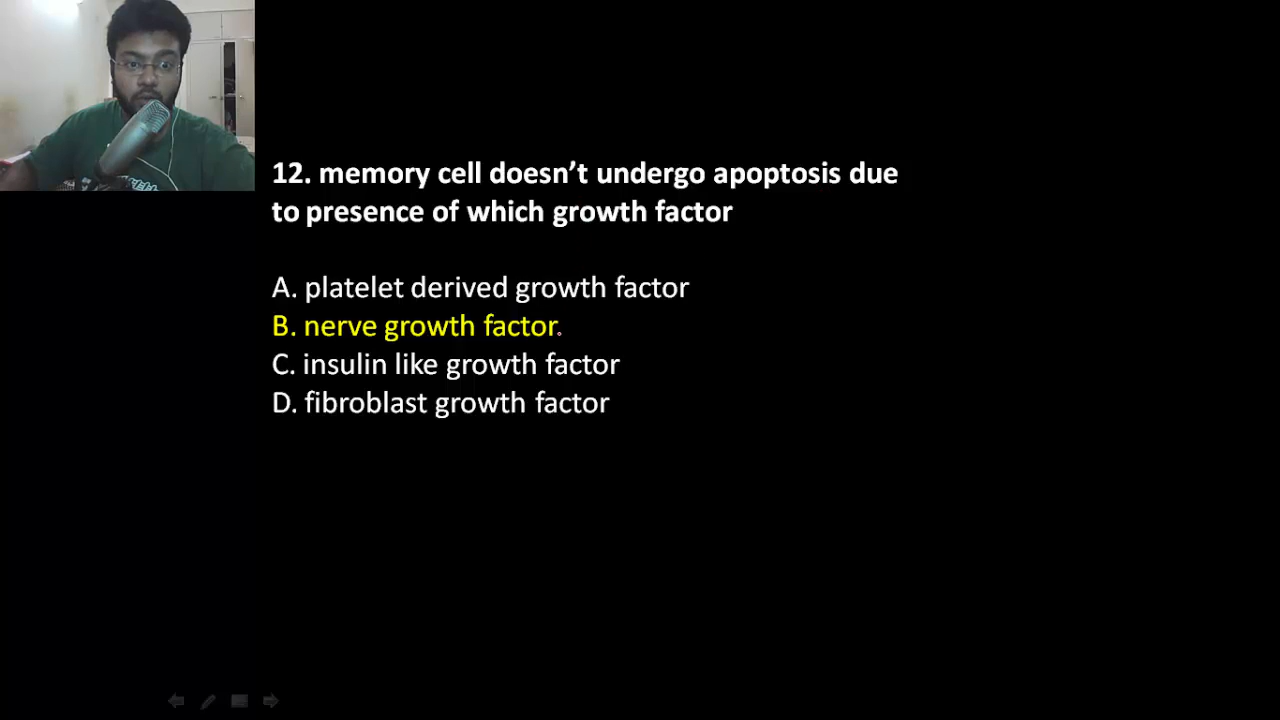 12. memory cell doesn’t undergo apoptosis due
to presence of which growth factor
A. platelet derived growth factor
B. nerve growth factor.
C. insulin like growth factor
D. fibroblast growth factor